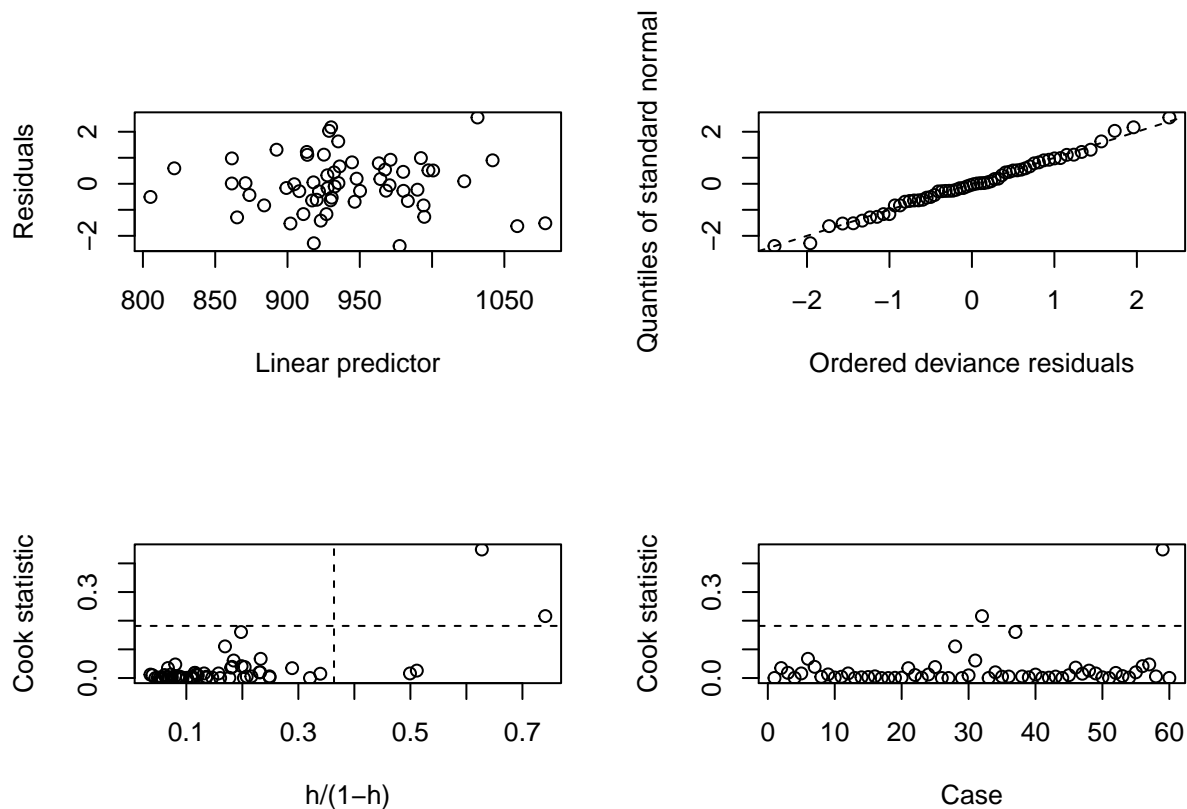 Residuals
2
0
−2
800 850 900 950 1050
Linear predictor
Quantiles of standard normal
2
0
−2
−2 −1 0 1 2
Ordered deviance residuals
Cook statistic
0.3
0.0
0.1 0.3 0.5 0.7
h/(1−h)
Cook statistic
0.3
0.0
0 10 20 30 40 50 60
Case